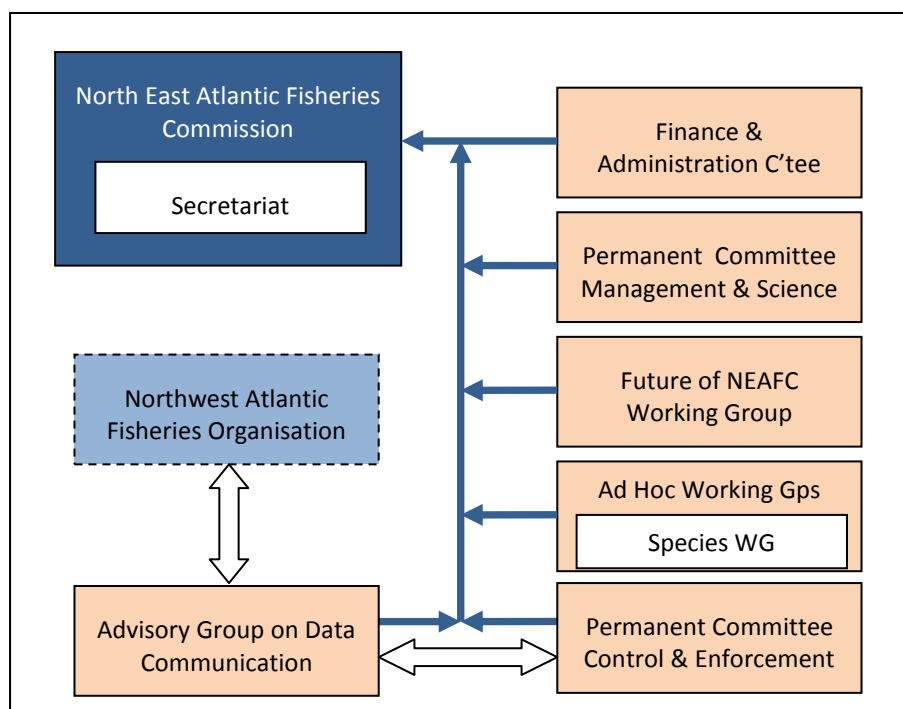 North East Atlantic Fisheries
Commission
Secretariat
Finance &
Administration C'tee
Permanent Committee
Management & Science
Northwest Atlantic
Fisheries Organisation
Future of NEAFC
Working Group
Ad Hoc Working Gps
Species WG
Advisory Group on Data
Communication
Permanent Committee
Control & Enforcement